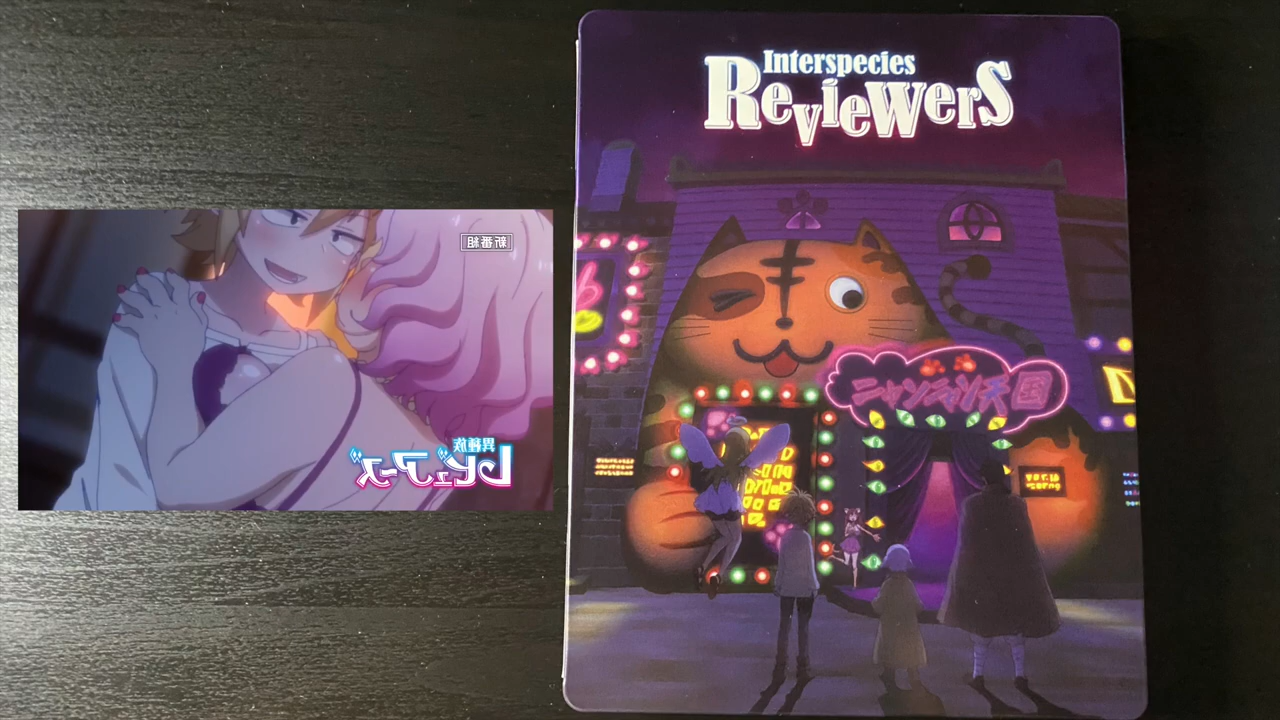 新番組
異種族
レビュアーズ
Interspecies
Reviewers
ニャンニャン天国